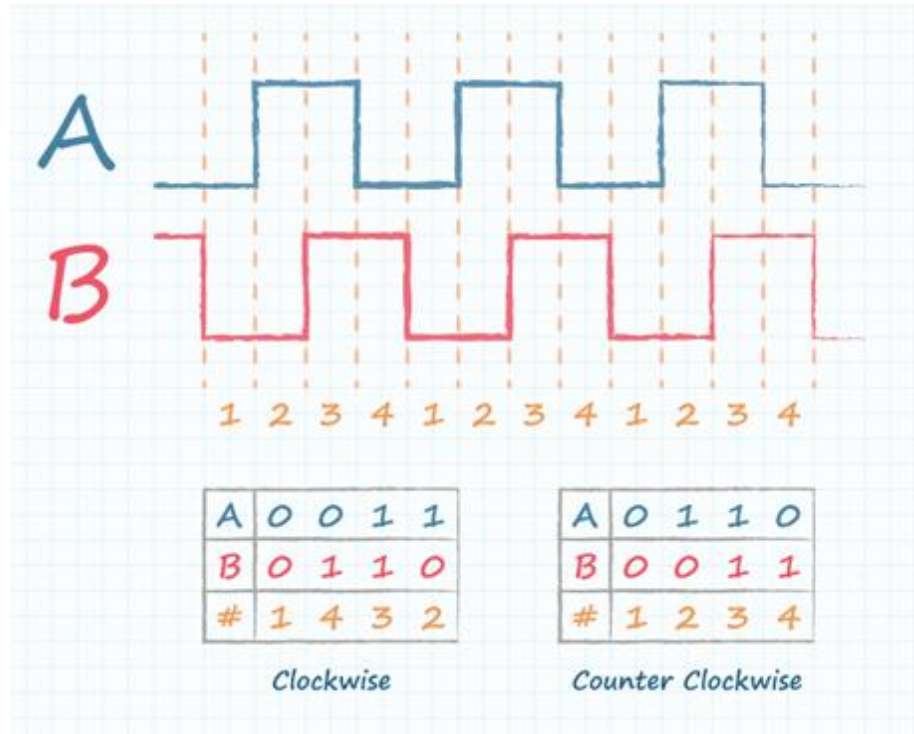 A
B
1 2 3 4 1 2 3 4 1 2 3 4
A 0 0 1 1
B 0 1 1 0
# 1 4 3 2
Clockwise
A 0 1 1 0
B 0 0 1 1
# 1 2 3 4
Counter Clockwise